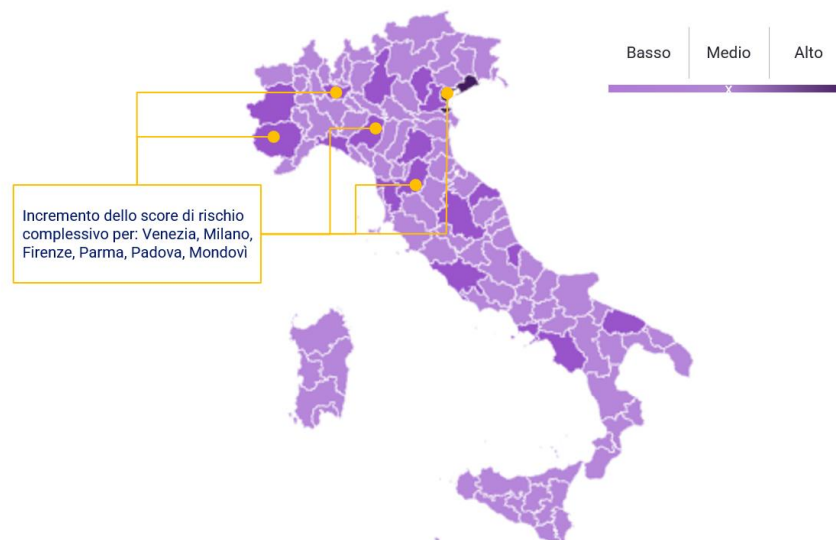 Basso Medio Alto
x
Incremento dello score di rischio
complessivo per: Venezia, Milano,
Firenze, Parma, Padova, Mondovì